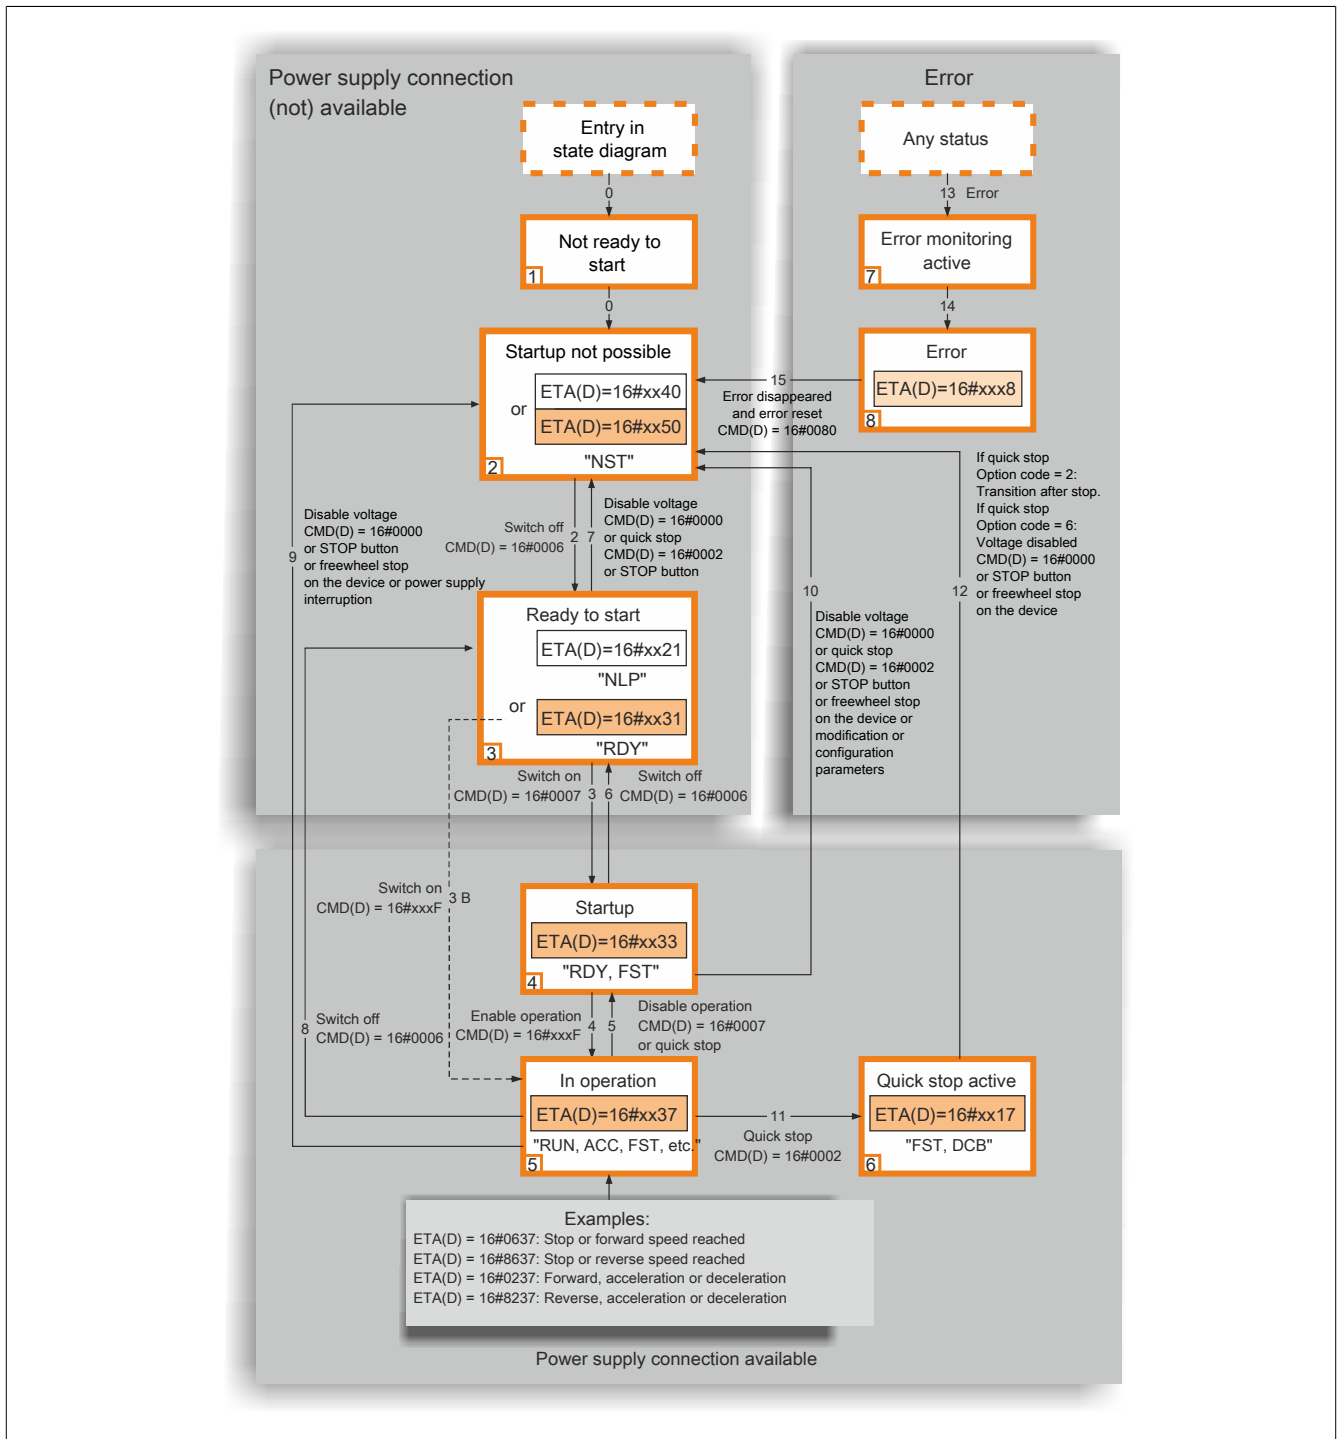 Power supply connection
(not) available
Entry in
state diagram
0
Not ready to
start
1
0
Startup not possible
ETA(D)=16#xx40
or
ETA(D)=16#xx50
"NST"
2
Error
Any status
13 Error
Error monitoring
active
7
14
Error
ETA(D)=16#xxx8
8
15
Error disappeared
and error reset
CMD(D) = 16#0080
If quick stop
Option code = 2:
Transition after stop.
If quick stop
Option code = 6:
Voltage disabled
CMD(D) = 16#0000
or STOP button
or freewheel stop
on the device
12
Disable voltage
CMD(D) = 16#0000
or STOP button
or freewheel stop
on the device or power supply
interruption
9
Switch off
CMD(D) = 16#0006
2
7
Disable voltage
CMD(D) = 16#0000
or quick stop
CMD(D) = 16#0002
or STOP button
10
Disable voltage
CMD(D) = 16#0000
or quick stop
CMD(D) = 16#0002
or STOP button
or freewheel stop
on the device or
modification or
configuration
parameters
Ready to start
ETA(D)=16#xx21
"NLP"
or
ETA(D)=16#xx31
"RDY"
3
Switch on
CMD(D) = 16#0007
3
6
Switch off
CMD(D) = 16#0006
Switch on
CMD(D) = 16#xxxF
3 B
Startup
ETA(D)=16#xx33
"RDY, FST"
4
8
Switch off
CMD(D) = 16#0006
Enable operation
CMD(D) = 16#xxxF
4
5
Disable operation
CMD(D) = 16#0007
or quick stop
In operation
ETA(D)=16#xx37
"RUN, ACC, FST, etc."
5
11
Quick stop
CMD(D) = 16#0002
Quick stop active
ETA(D)=16#xx17
"FST, DCB"
6
Examples:
ETA(D) = 16#0637: Stop or forward speed reached
ETA(D) = 16#8637: Stop or reverse speed reached
ETA(D) = 16#0237: Forward, acceleration or deceleration
ETA(D) = 16#8237: Reverse, acceleration or deceleration
Power supply connection available